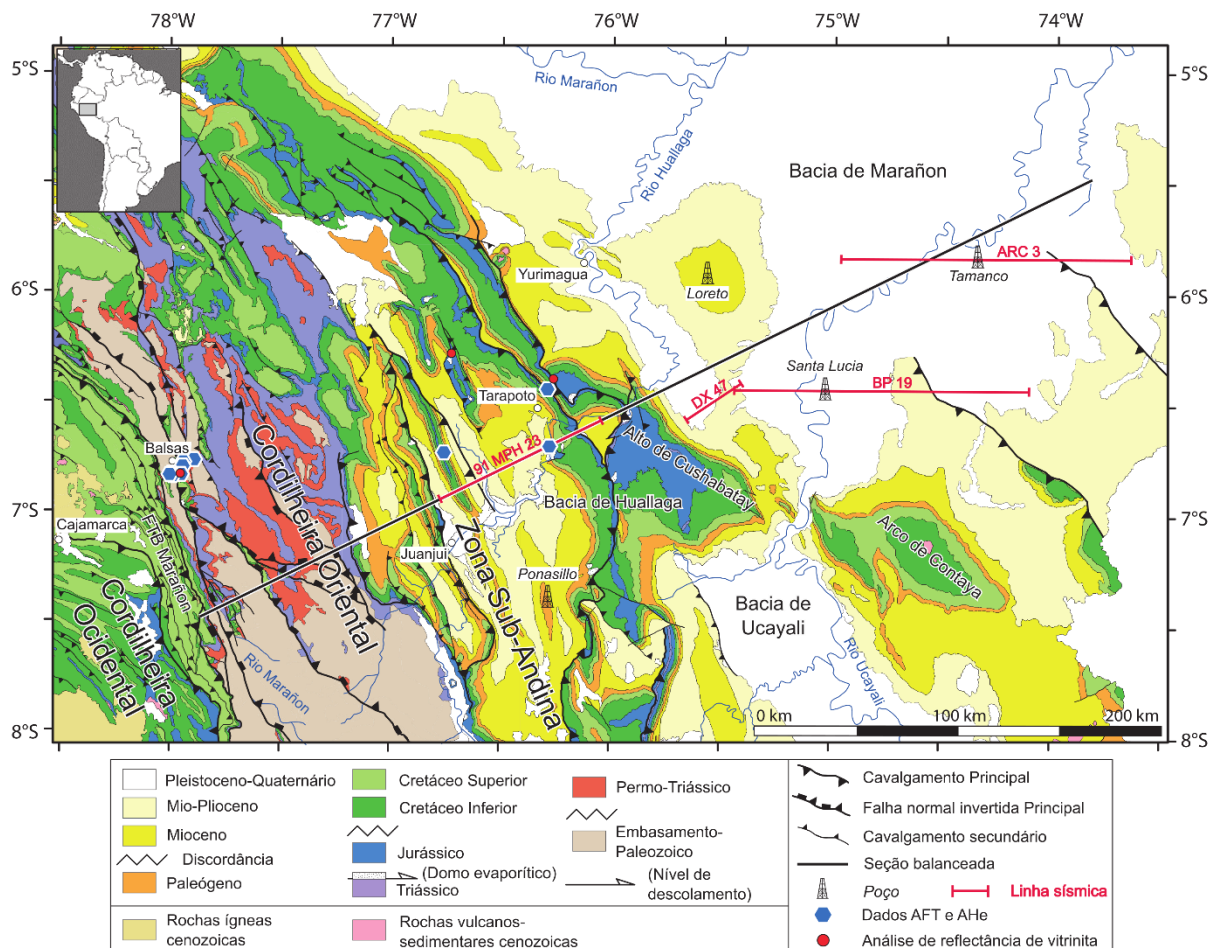 78°W
77°W
76°W
75°W
74°W
5°S
5°S
Rio Marañon
Rio Huallaga
Bacia de Marañon
Yurimagua
Loreto
ARC 3
Tamanco
6°S
6°S
Santa Lucia
BP 19
DX 47
Tarapoto
91 MPH 23
Alto de Cushabatay
Balsas
Cordilheira Oriental
Bacia de Huallaga
7°S
7°S
Cajamarca
FTB Marañon
Juanjui
Zona Sub-Andina
Ponasillo
Arco de Contaya
Cordilheira
Ocidental
Bacia de
Ucayali
Rio Marañon
Rio Ucayali
0 km
100 km
200 km
8°S
8°S
Pleistoceno-Quaternário
Mio-Plioceno
Mioceno
Discordância
Paleógeno
Rochas ígneas
cenozoicas
Cretáceo Superior
Cretáceo Inferior
Jurássico
(Domo evaporítico)
Triássico
Rochas vulcanos-
sedimentares cenozoicas
Permo-Triássico
Embasamento-
Paleozoico
(Nível de
descolamento)
Cavalgamento Principal
Falha normal invertida Principal
Cavalgamento secundário
Seção balanceada
Poço
Linha sísmica
Dados AFT e AHe
Análise de reflectância de vitrinita